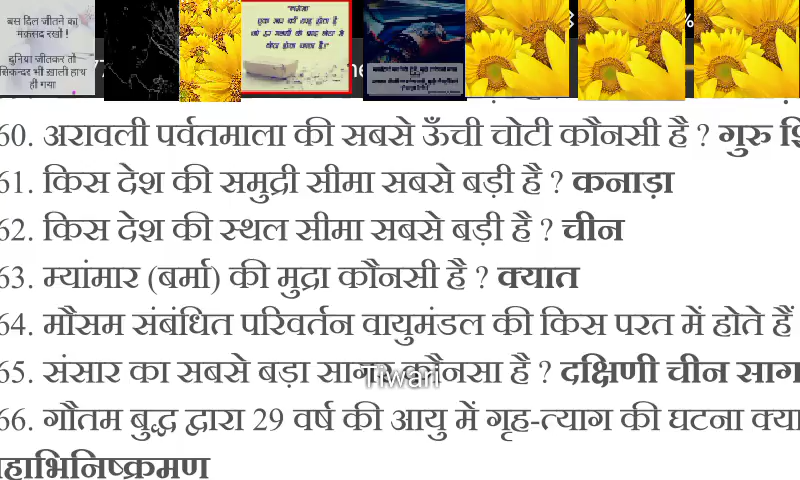 बस दिल जीतने का
मकसद रखों !
दुनिया जीतकर तो
सिकन्दर भी ख़ाली हाथ
ही गया
%
60. अरावली पर्वतमाला की सबसे ऊँची चोटी कौनसी है ? गुरु
61. किस देश की समुद्री सीमा सबसे बड़ी है ? कनाड़ा
62. किस देश की स्थल सीमा सबसे बड़ी है ? चीन
63. म्यांमार (बर्मा) की मुद्रा कौनसी है ? क्यात
64. मौसम संबंधित परिवर्तन वायुमंडल की किस परत में होते हैं
65. संसार का सबसे बड़ा सागर कौनसा है ? दक्षिणी चीन साग
Tiwari
66. गौतम बुद्ध द्वारा 29 वर्ष की आयु में गृह-त्याग की घटना क्या
हाभिनिष्क्रमण